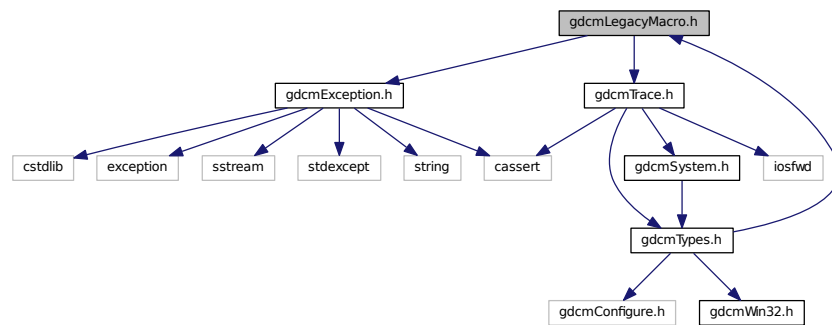 gdcmLegacyMacro.h
gdcmException.h
gdcmTrace.h
cstdlib
exception
sstream
stdexcept
string
cassert
gdcmSystem.h
iosfwd
gdcmTypes.h
gdcmConfigure.h
gdcmWin32.h